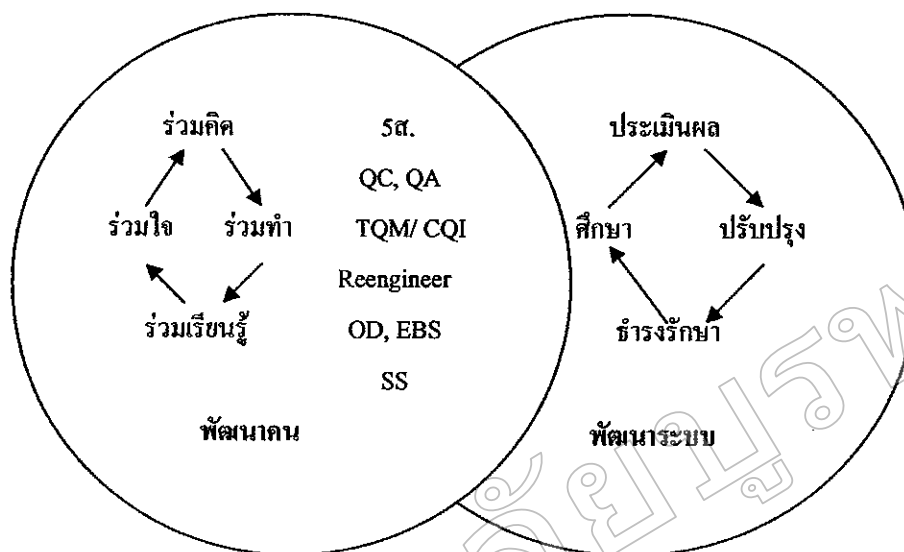 ร่วมคิด 5ส. ประเมินผล
QC, QA
ร่วมใจ ร่วมทำ TQM/ CQI ศึกษา ปรับปรุง
Reengineer
ร่วมเรียนรู้ OD, EBS ธำรงรักษา
SS
พัฒนาคน พัฒนาระบบ